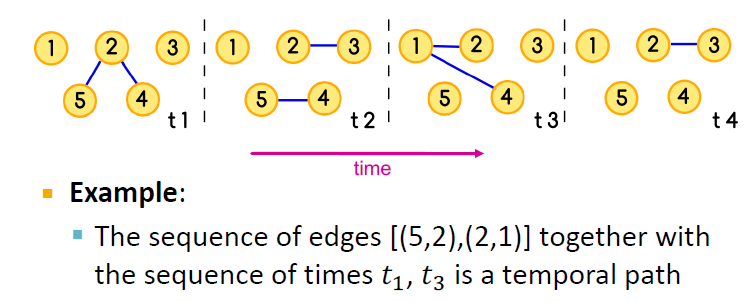 1 2 3 1 2 3 1 2 3 1 2 3
5 4 5 4 5 4 5 4
t1 t2 t3 t4
time
Example:
The sequence of edges [(5,2),(2,1)] together with
the sequence of times 𝑡₁, 𝑡₃ is a temporal path